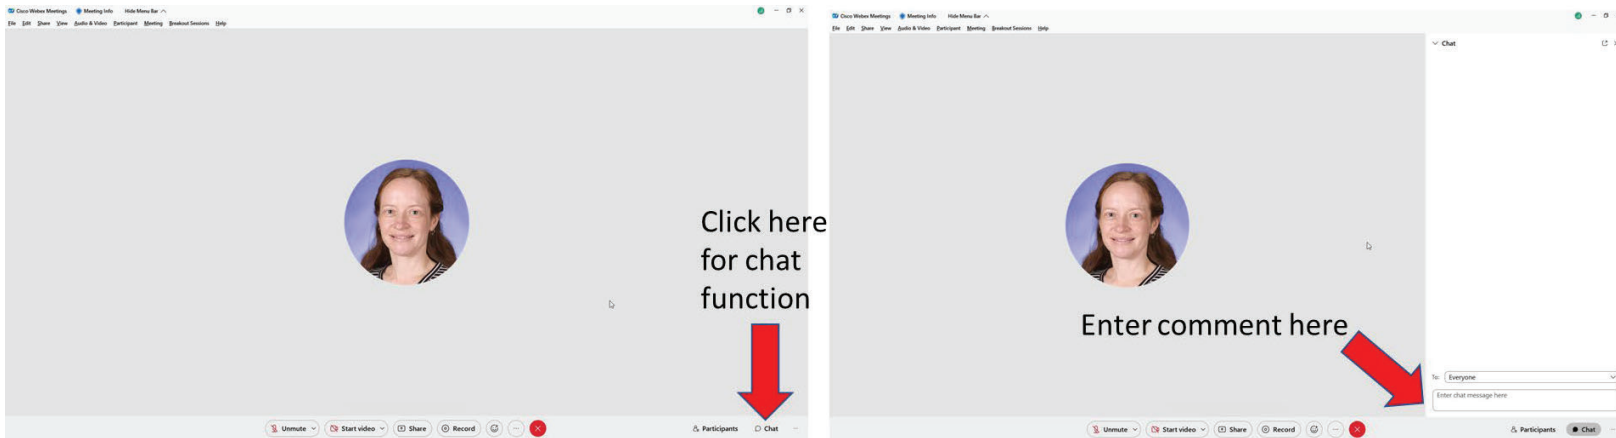 Cisco Webex Meetings Meeting Info Hide Menu Bar
File Edit Share View Audio & Video Participant Meeting Breakout Sessions Help
Click here
for chat
function
Unmute Start video Share Record Participants Chat
Cisco Webex Meetings Meeting Info Hide Menu Bar
File Edit Share View Audio & Video Participant Meeting Breakout Sessions Help
Chat
Enter comment here
To: Everyone
Enter chat message here
Unmute Start video Share Record Participants Chat